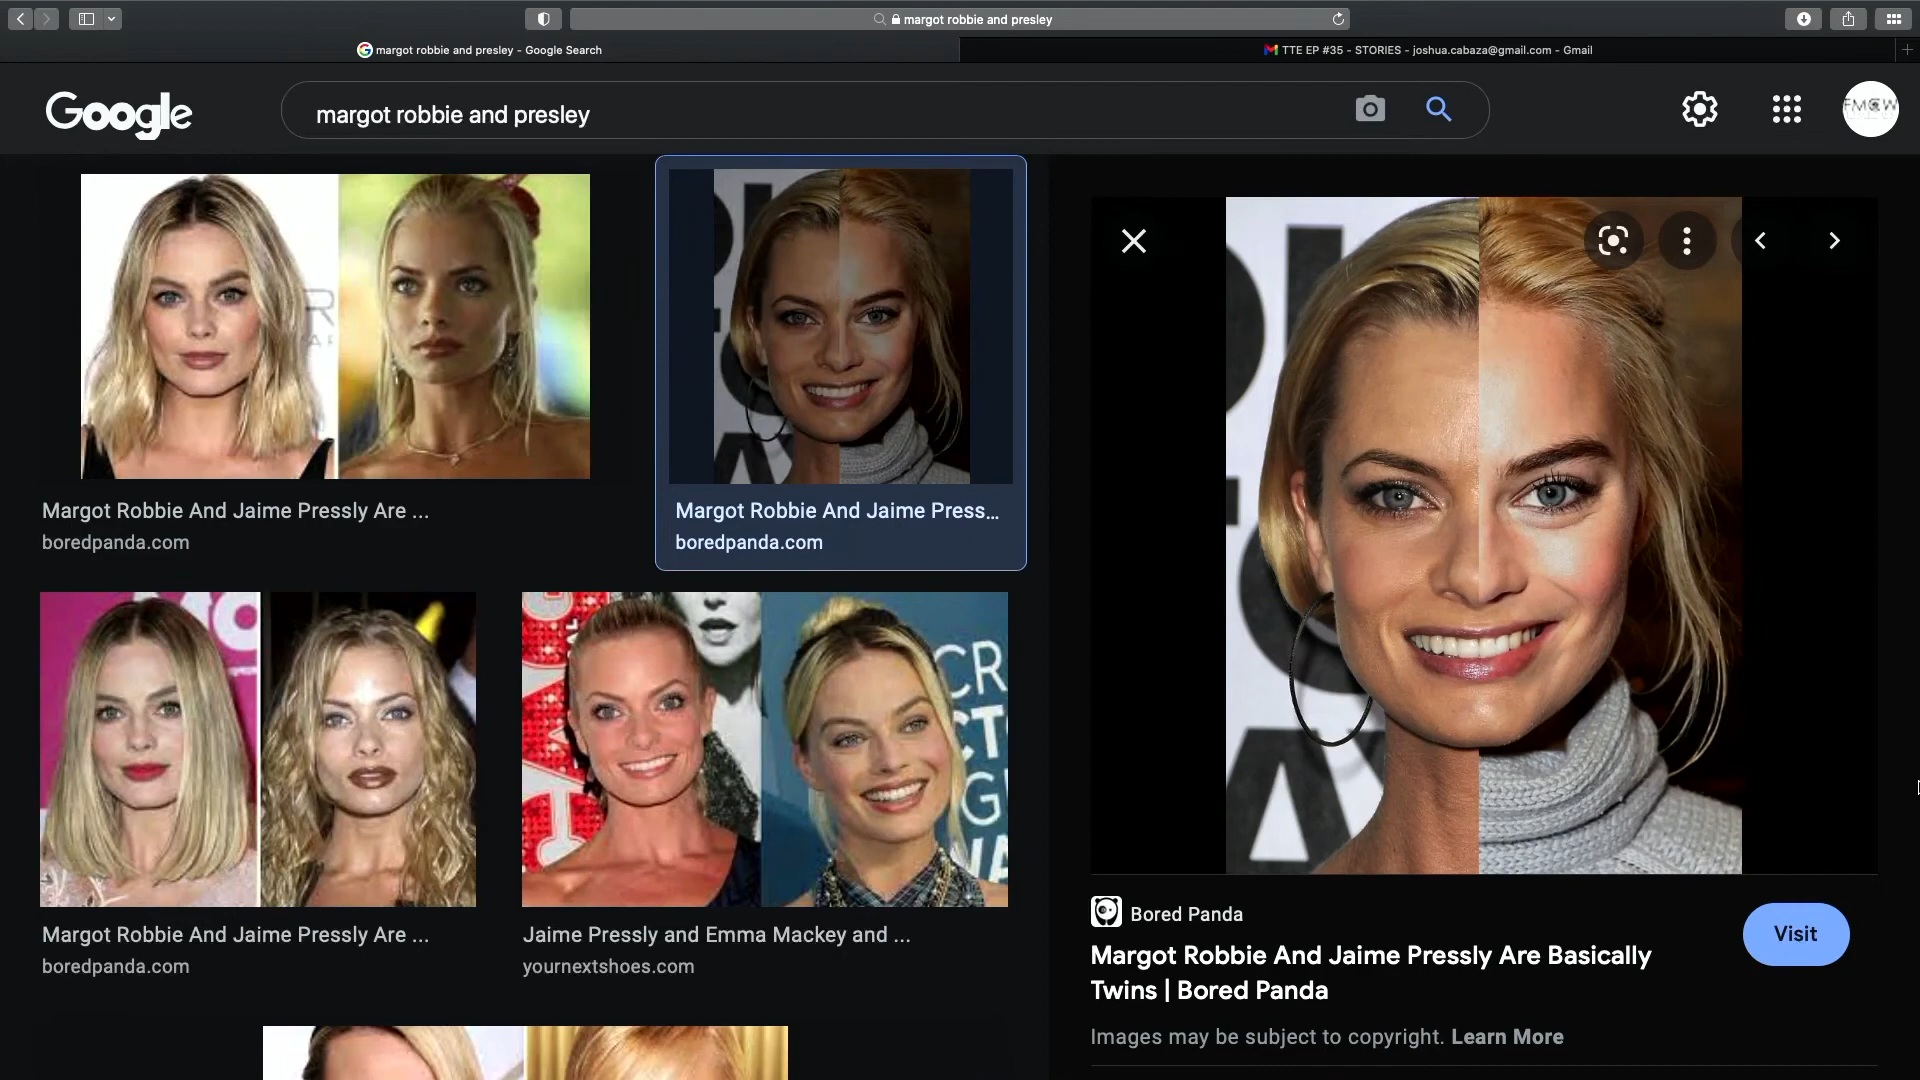 margot robbie and presley
margot robbie and presley - Google Search
TTE EP #35 - STORIES - joshua.cabaza@gmail.com - Gmail
Google
margot robbie and presley
FMCW
Margot Robbie And Jaime Pressly Are ...
boredpanda.com
Margot Robbie And Jaime Press...
boredpanda.com
Margot Robbie And Jaime Pressly Are ...
boredpanda.com
CR
CT
Jaime Pressly and Emma Mackey and ...
yournextshoes.com
Bored Panda
Margot Robbie And Jaime Pressly Are Basically
Twins | Bored Panda
Visit
Images may be subject to copyright. Learn More